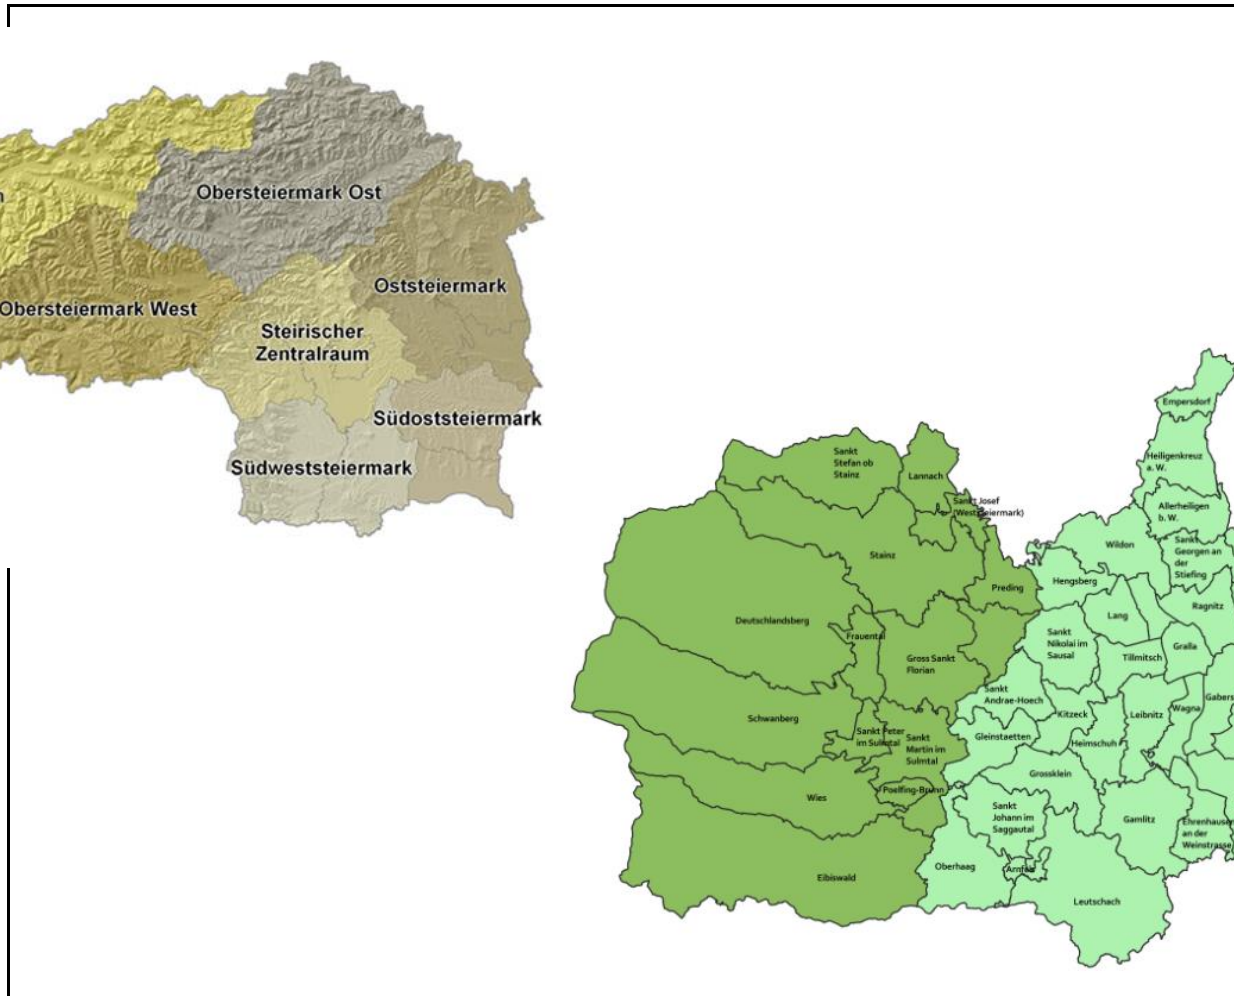 Obersteiermark Ost
Oststeiermark
Obersteiermark West
Steirischer
Zentralraum
Südoststeiermark
Südweststeiermark
Empersdorf
Sankt
Stefan ob
Stainz
Heiligenkreuz
a. W.
Lannach
Sankt Josef
(Weststeiermark)
Allerheiligen
b. W.
Wildon
Sankt
Georgen an
der
Stiefing
Stainz
Hengsberg
Preding
Ragnitz
Lang
Deutschlandsberg
Frauental
Sankt
Nikolai im
Sausal
Gralla
Tillmitsch
Gross Sankt
Florian
Sankt
Andrae-Hoech
Gabers
Wagna
Kitzeck
Leibnitz
Schwanberg
Sankt Peter
im Sulmtal
Sankt
Martin im
Sulmtal
Gleinstaetten
Heimschuh
Grossklein
Poelfing-Brunn
Wies
Sankt
Johann im
Saggautal
Gamlitz
Ehrenhausen
an der
Weinstrasse
Oberhaag
Arnfels
Eibiswald
Leutschach